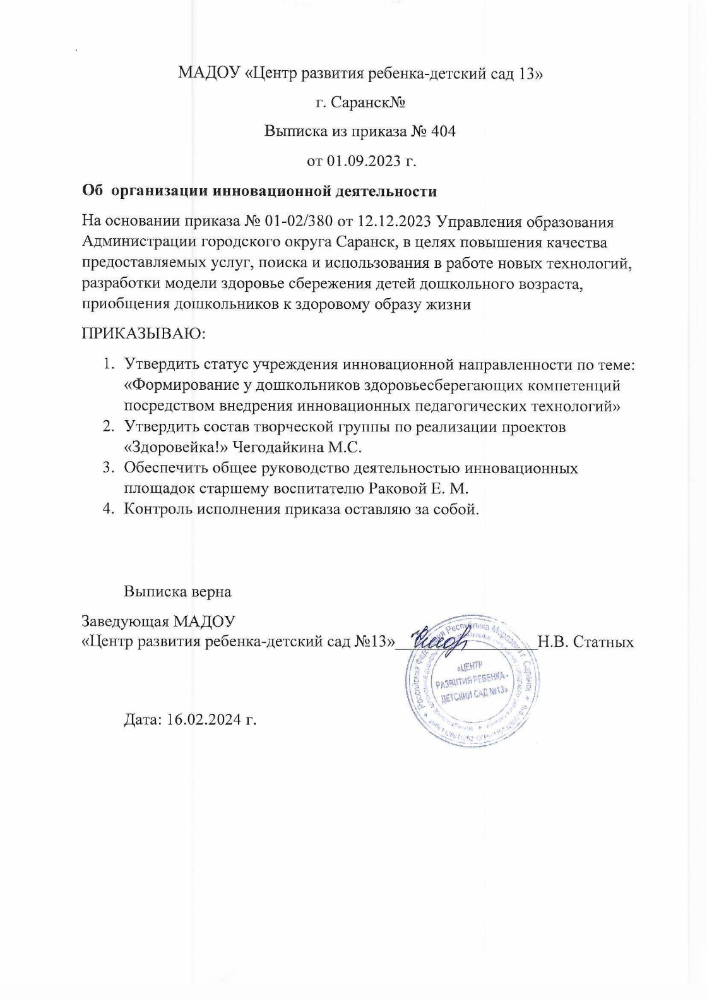 МАДОУ «Центр развития ребенка-детский сад 13»
г. Саранск№
Выписка из приказа № 404
от 01.09.2023 г.
Об организации инновационной деятельности
На основании приказа № 01-02/380 от 12.12.2023 Управления образования
Администрации городского округа Саранск, в целях повышения качества
предоставляемых услуг, поиска и использования в работе новых технологий,
разработки модели здоровье сбережения детей дошкольного возраста,
приобщения дошкольников к здоровому образу жизни
ПРИКАЗЫВАЮ:
1. Утвердить статус учреждения инновационной направленности по теме:
«Формирование у дошкольников здоровьесберегающих компетенций
посредством внедрения инновационных педагогических технологий»
2. Утвердить состав творческой группы по реализации проектов
«Здоровейка!» Чегодайкина М.С.
3. Обеспечить общее руководство деятельностью инновационных
площадок старшему воспитателю Раковой Е. М.
4. Контроль исполнения приказа оставляю за собой.
Выписка верна
Заведующая МАДОУ
«Центр развития ребенка-детский сад №13»________________Н.В. Статных
Российская Федерация Республика Мордовия г. Саранск
«ЦЕНТР
РАЗВИТИЯ РЕБЕНКА-
ДЕТСКИЙ САД №13»
Дата: 16.02.2024 г.